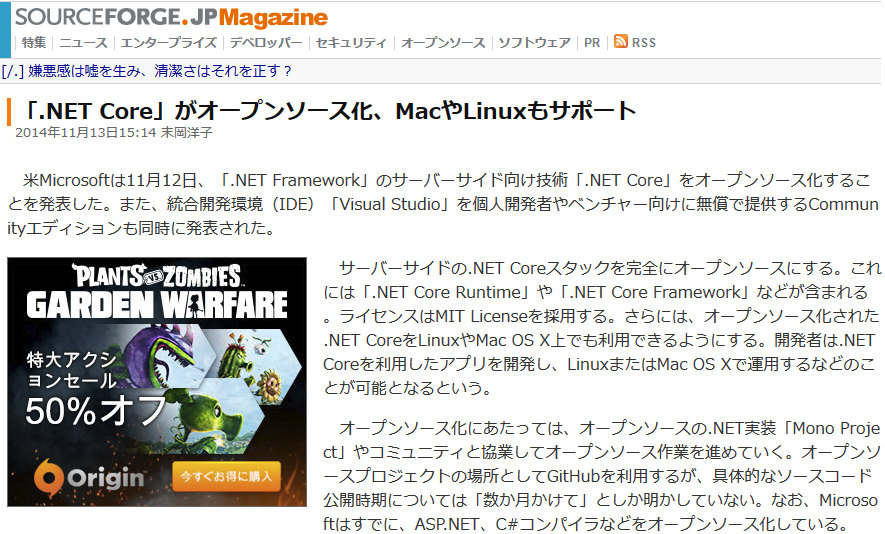 SOURCEFORGE.JP Magazine
特集 ニュース エンタープライズ デベロッパー セキュリティ オープンソース ソフトウェア PR RSS
[/.] 嫌悪感は嘘を生み、清潔さはそれを正す?
「.NET Core」がオープンソース化、MacやLinuxもサポート
2014年11月13日15:14 末岡洋子
米Microsoftは11月12日、「.NET Framework」のサーバーサイド向け技術「.NET Core」をオープンソース化するこ
とを発表した。また、統合開発環境（IDE）「Visual Studio」を個人開発者やベンチャー向けに無償で提供するCommun
ityエディションも同時に発表された。
PLANTS VS. ZOMBIES
GARDEN WARFARE
特大アクシ
ョンセール
50%オフ
Origin
今すぐお得に購入
サーバーサイドの.NET Coreスタックを完全にオープンソースにする。これ
には「.NET Core Runtime」や「.NET Core Framework」などが含まれる
。ライセンスはMIT Licenseを採用する。さらには、オープンソース化された
.NET CoreをLinuxやMac OS X上でも利用できるようにする。開発者は.NET
Coreを利用したアプリを開発し、LinuxまたはMac OS Xで運用するなどのこ
とが可能となるという。
オープンソース化にあたっては、オープンソースの.NET実装「Mono Proje
ct」やコミュニティと協業してオープンソース作業を進めていく。オープンソ
ースプロジェクトの場所としてGitHubを利用するが、具体的なソースコード
公開時期については「数か月かけて」としか明かしていない。なお、Microso
ftはすでに、ASP.NET、C#コンパイラなどをオープンソース化している。